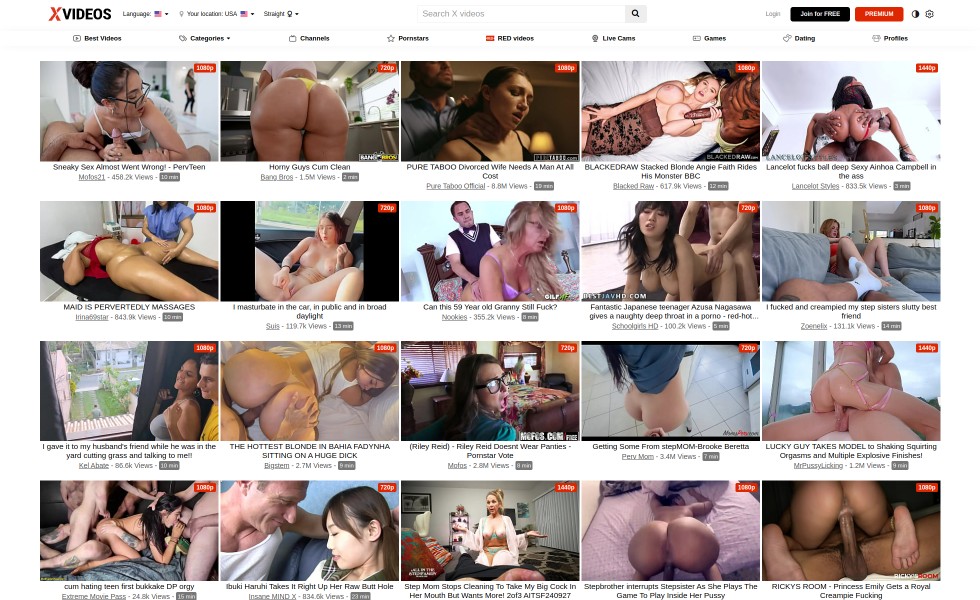 XVIDEOS
Language:
Your location: USA
Straight
Search X videos
Login
Join for FREE
PREMIUM
Best Videos
Categories
Channels
Pornstars
RED videos
Live Cams
Games
Dating
Profiles
1080p
720p
1080p
1080p
1440p
BANGBROS
BLACKEDRAW
Sneaky Sex Almost Went Wrong! - PervTeen
Mofos21 - 458.2k Views - 10 min
Horny Guys Cum Clean
Bang Bros - 1.5M Views - 2 min
PURE TABOO Divorced Wife Needs A Man At All
Cost
Pure Taboo Official - 8.8M Views - 19 min
BLACKEDRAW Stacked Blonde Angie Faith Rides
His Monster BBC
Blacked Raw - 617.9k Views - 12 min
Lancelot fucks ball deep Sexy Ainhoa Campbell in
the ass
Lancelot Styles - 833.5k Views - 3 min
1080p
720p
1080p
720p
1080p
BESTJAVHD.COM
MAID IS PERVERTEDLY MASSAGES
Irina69star - 843.9k Views - 10 min
I masturbate in the car, in public and in broad
daylight
Suis - 119.7k Views - 13 min
Can this 59 Year old Granny Still Fuck?
Nookies - 355.2k Views - 8 min
Fantastic Japanese teenager Azusa Nagasawa
gives a naughty deep throat in a porno - red-hot...
Schoolgirls HD - 100.2k Views - 5 min
I fucked and creampied my step sisters slutty best
friend
Zoenelix - 131.1k Views - 14 min
1080p
1080p
720p
720p
1440p
MOFOS.COM
I gave it to my husband's friend while he was in the
yard cutting grass and talking to me!!
Kel Abate - 86.6k Views - 10 min
THE HOTTEST BLONDE IN BAHIA FADYNHA
SITTING ON A HUGE DICK
Bigstem - 2.7M Views - 9 min
(Riley Reid) - Riley Reid Doesnt Wear Panties -
Pornstar Vote
Mofos - 2.8M Views - 8 min
Getting Some From stepMOM-Brooke Beretta
Perv Mom - 3.4M Views - 7 min
LUCKY GUY TAKES MODEL to Shaking Squirting
Orgasms and Multiple Explosive Finishes!
MrPussyLicking - 1.2M Views - 9 min
1080p
720p
1440p
1080p
1080p
cum hating teen first bukkake DP orgy
Extreme Movie Pass - 24.8k Views - 15 min
Ibuki Haruhi Takes It Right Up Her Raw Butt Hole
Insane MIND X - 834.6k Views - 23 min
Step Mom Stops Cleaning To Take My Big Cock In
Her Mouth But Wants More! 2of3 AITSF240927
Stepbrother interrupts Stepsister As She Plays The
Game To Play Inside Her Pussy
RICKYS ROOM - Princess Emily Gets a Royal
Creampie Fucking